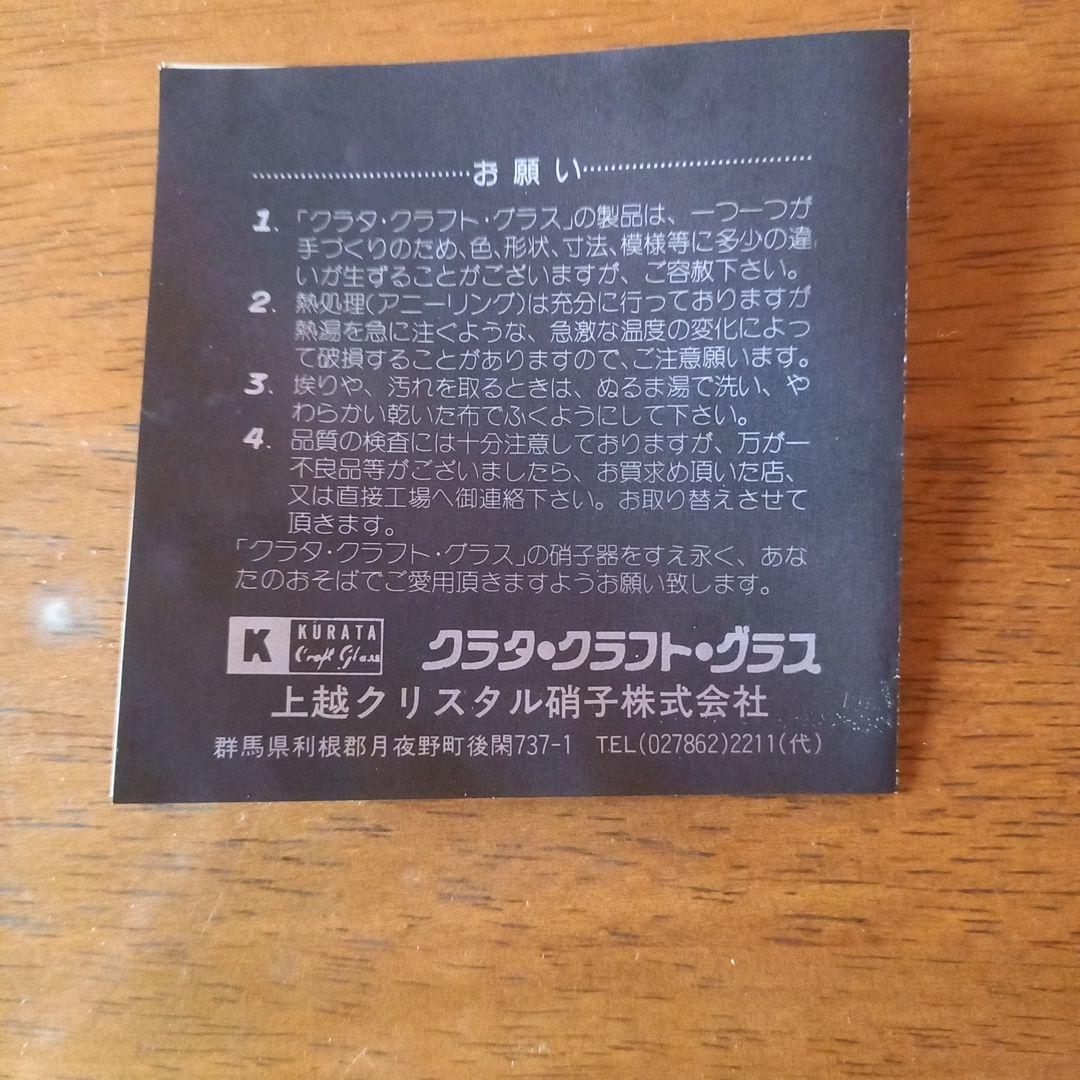 お願い
1. 「クラタ・クラフト・グラス」の製品は、一つ一つが
手づくりのため、色、形状、寸法、模様等に多少の違
いが生ずることがございますが、ご容赦下さい。
2. 熱処理(アニーリング)は充分に行っておりますが
熱湯を急に注ぐような、急激な温度の変化によっ
て破損することがありますので、ご注意願います。
3. 埃りや、汚れを取るときは、ぬるま湯で洗い、や
わらかい乾いた布でふくようにして下さい。
4. 品質の検査には十分注意しておりますが、万が一
不良品等がございましたら、お買求め頂いた店、
又は直接工場へ御連絡下さい。お取り替えさせて
頂きます。
「クラタ・クラフト・グラス」の硝子器をすえ永く、あな
たのおそばでご愛用頂きますようお願い致します。
K KURATA
Craft Glass
クラタ・クラフト・グラス
上越クリスタル硝子株式会社
群馬県利根郡月夜野町後閑737-1 TEL(027862)2211(代)